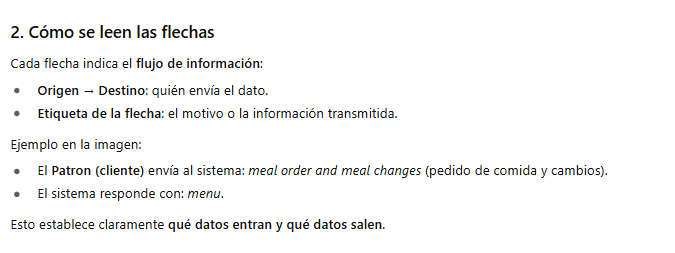 2. Cómo se leen las flechas
Cada flecha indica el flujo de información:
• Origen → Destino: quién envía el dato.
• Etiqueta de la flecha: el motivo o la información transmitida.
Ejemplo en la imagen:
• El Patron (cliente) envía al sistema: meal order and meal changes (pedido de comida y cambios).
• El sistema responde con: menu.
Esto establece claramente qué datos entran y qué datos salen.